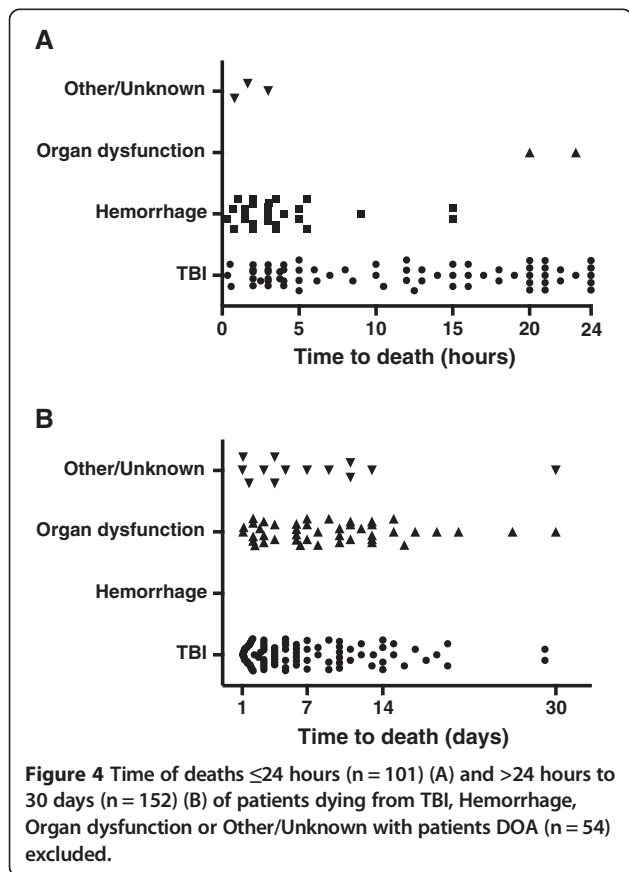 A
Other/Unknown
Organ dysfunction
Hemorrhage
TBI
0 5 10 15 20 24
Time to death (hours)
B
Other/Unknown
Organ dysfunction
Hemorrhage
TBI
1 7 14 30
Time to death (days)
Figure 4 Time of deaths ≤24 hours (n = 101) (A) and >24 hours to
30 days (n = 152) (B) of patients dying from TBI, Hemorrhage,
Organ dysfunction or Other/Unknown with patients DOA (n = 54)
excluded.